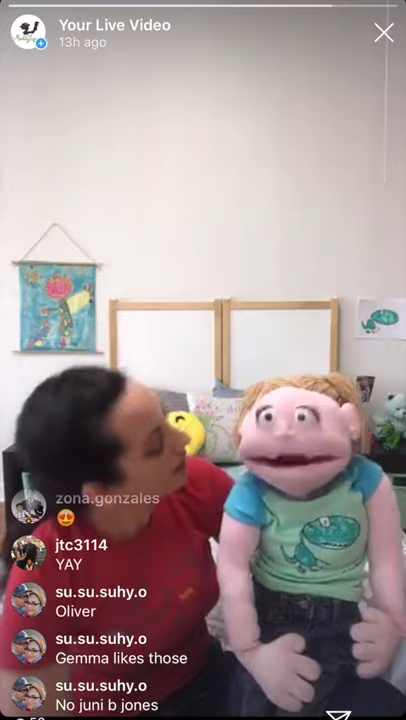 Your Live Video
13h ago
zona.gonzales
😍
jtc3114
YAY
su.su.suhy.o
Oliver
su.su.suhy.o
Gemma likes those
su.su.suhy.o
No juni b jones